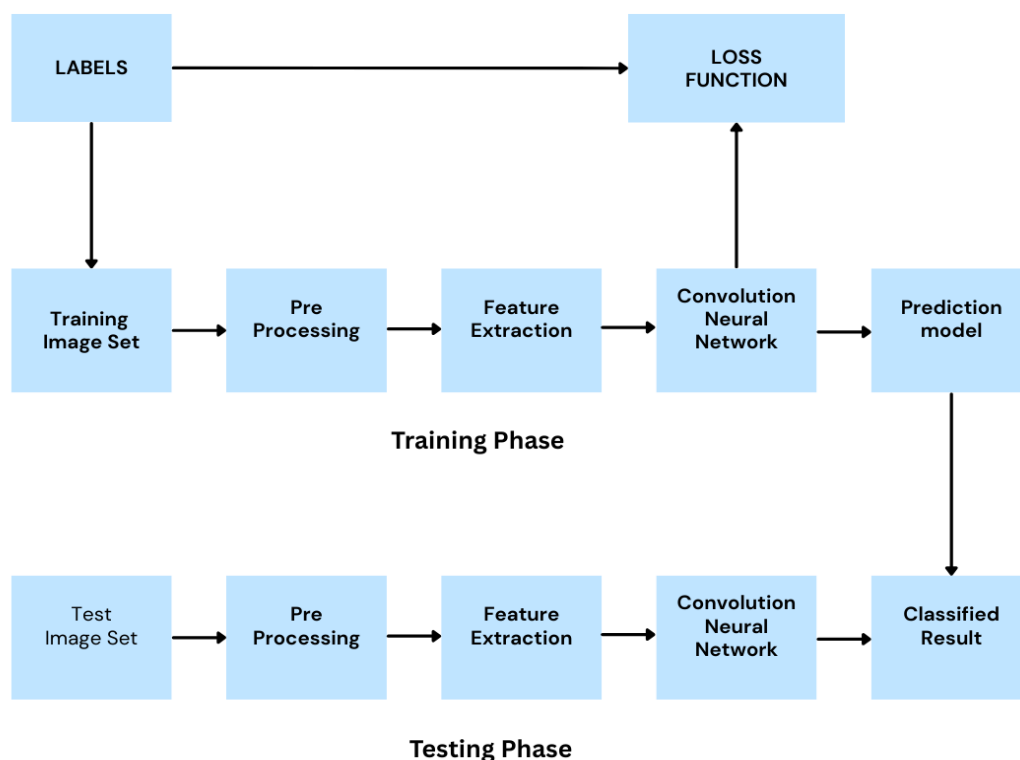 LABELS
LOSS
FUNCTION
Training
Image Set
Pre
Processing
Feature
Extraction
Convolution
Neural
Network
Prediction
model
Training Phase
Test
Image Set
Pre
Processing
Feature
Extraction
Convolution
Neural
Network
Classified
Result
Testing Phase